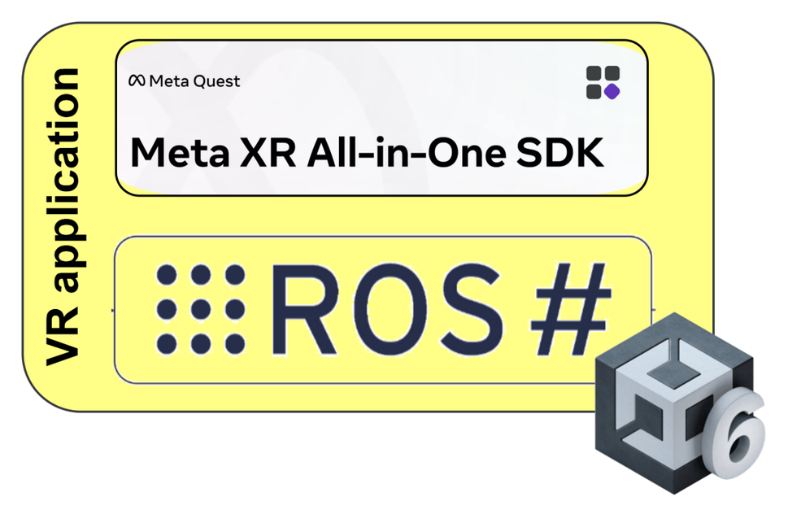 VR application
Meta Quest
Meta XR All-in-One SDK
ROS #
6